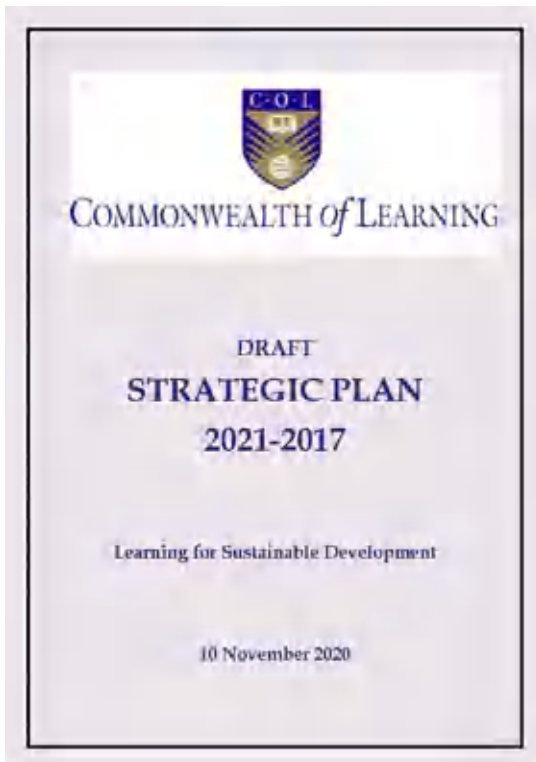 C-O-L
COMMONWEALTH of LEARNING
DRAFT
STRATEGIC PLAN
2021-2017
Learning for Sustainable Development
10 November 2020